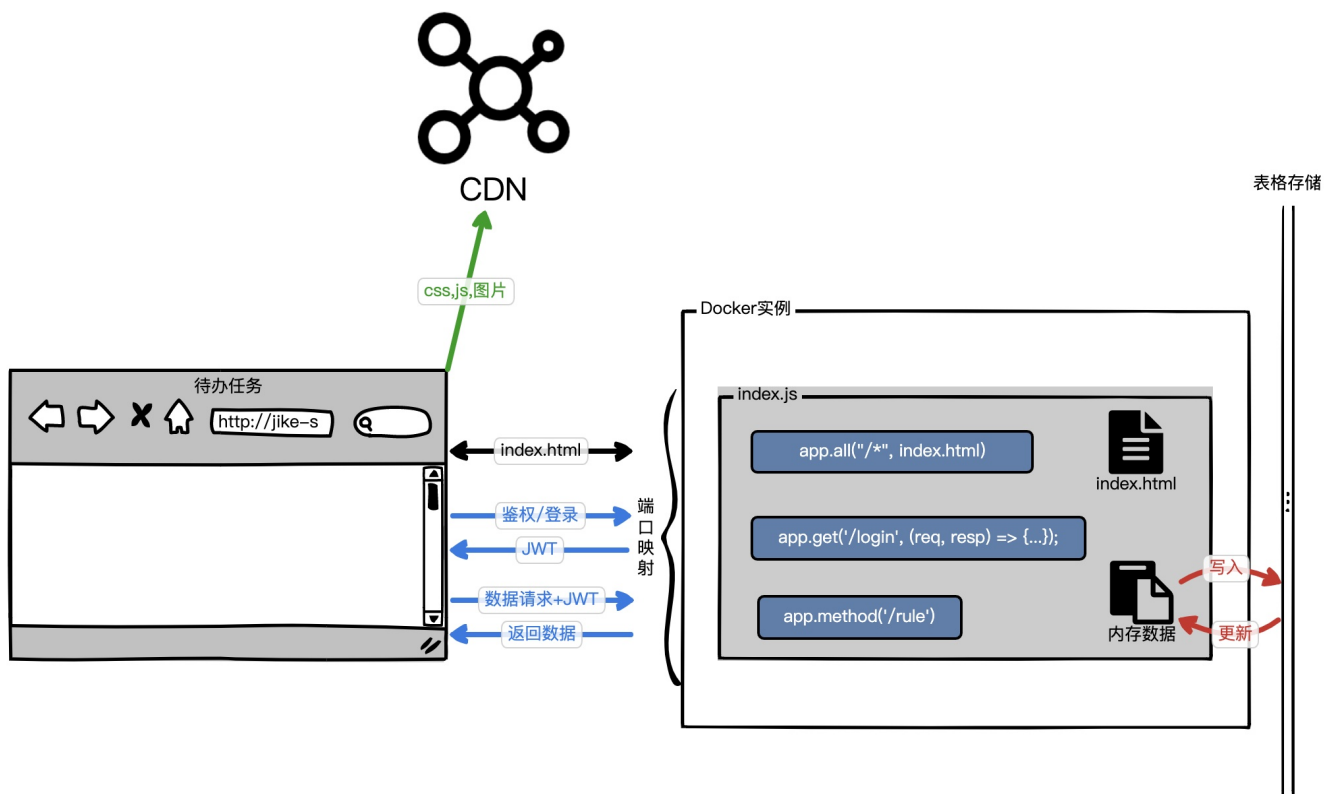 CDN
表格存储
css,js,图片
Docker实例
待办任务
index.js
http://jike-s
index.html
app.all("/*", index.html)
index.html
鉴权/登录
端口映射
app.get('/login', (req, resp) => {...});
JWT
写入
数据请求+JWT
app.method('/rule')
返回数据
内存数据
更新